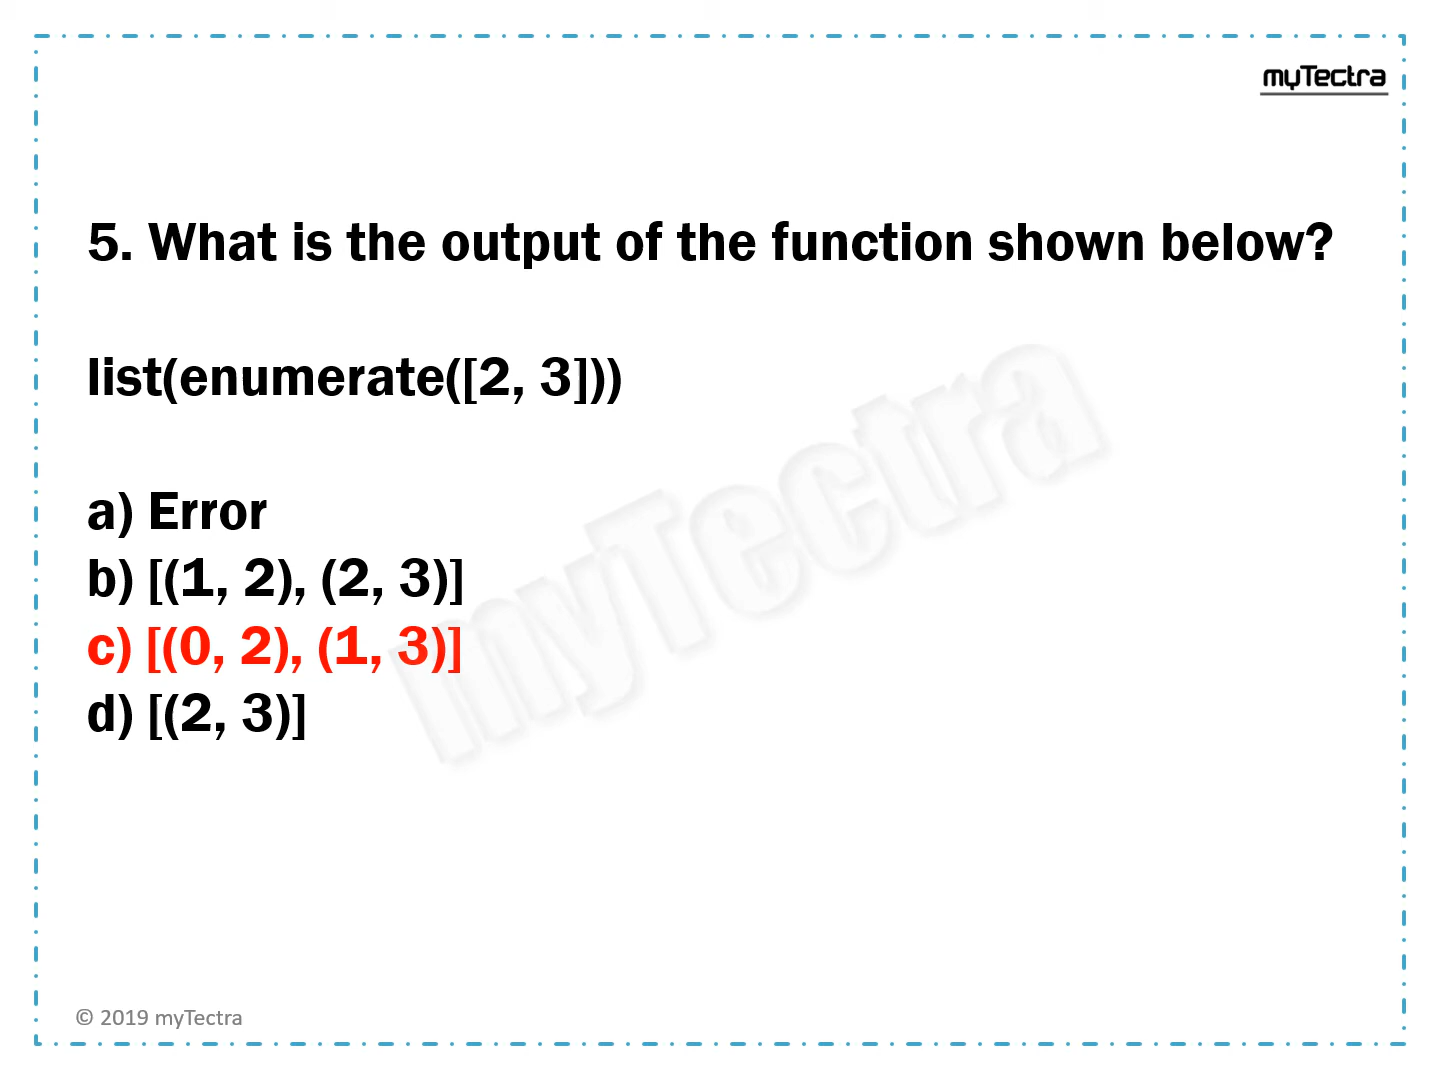 myTectra
5. What is the output of the function shown below?
list(enumerate([2, 3]))
a) Error
b) [(1, 2), (2, 3)]
c) [(0, 2), (1, 3)]
d) [(2, 3)]
myTectra
© 2019 myTectra